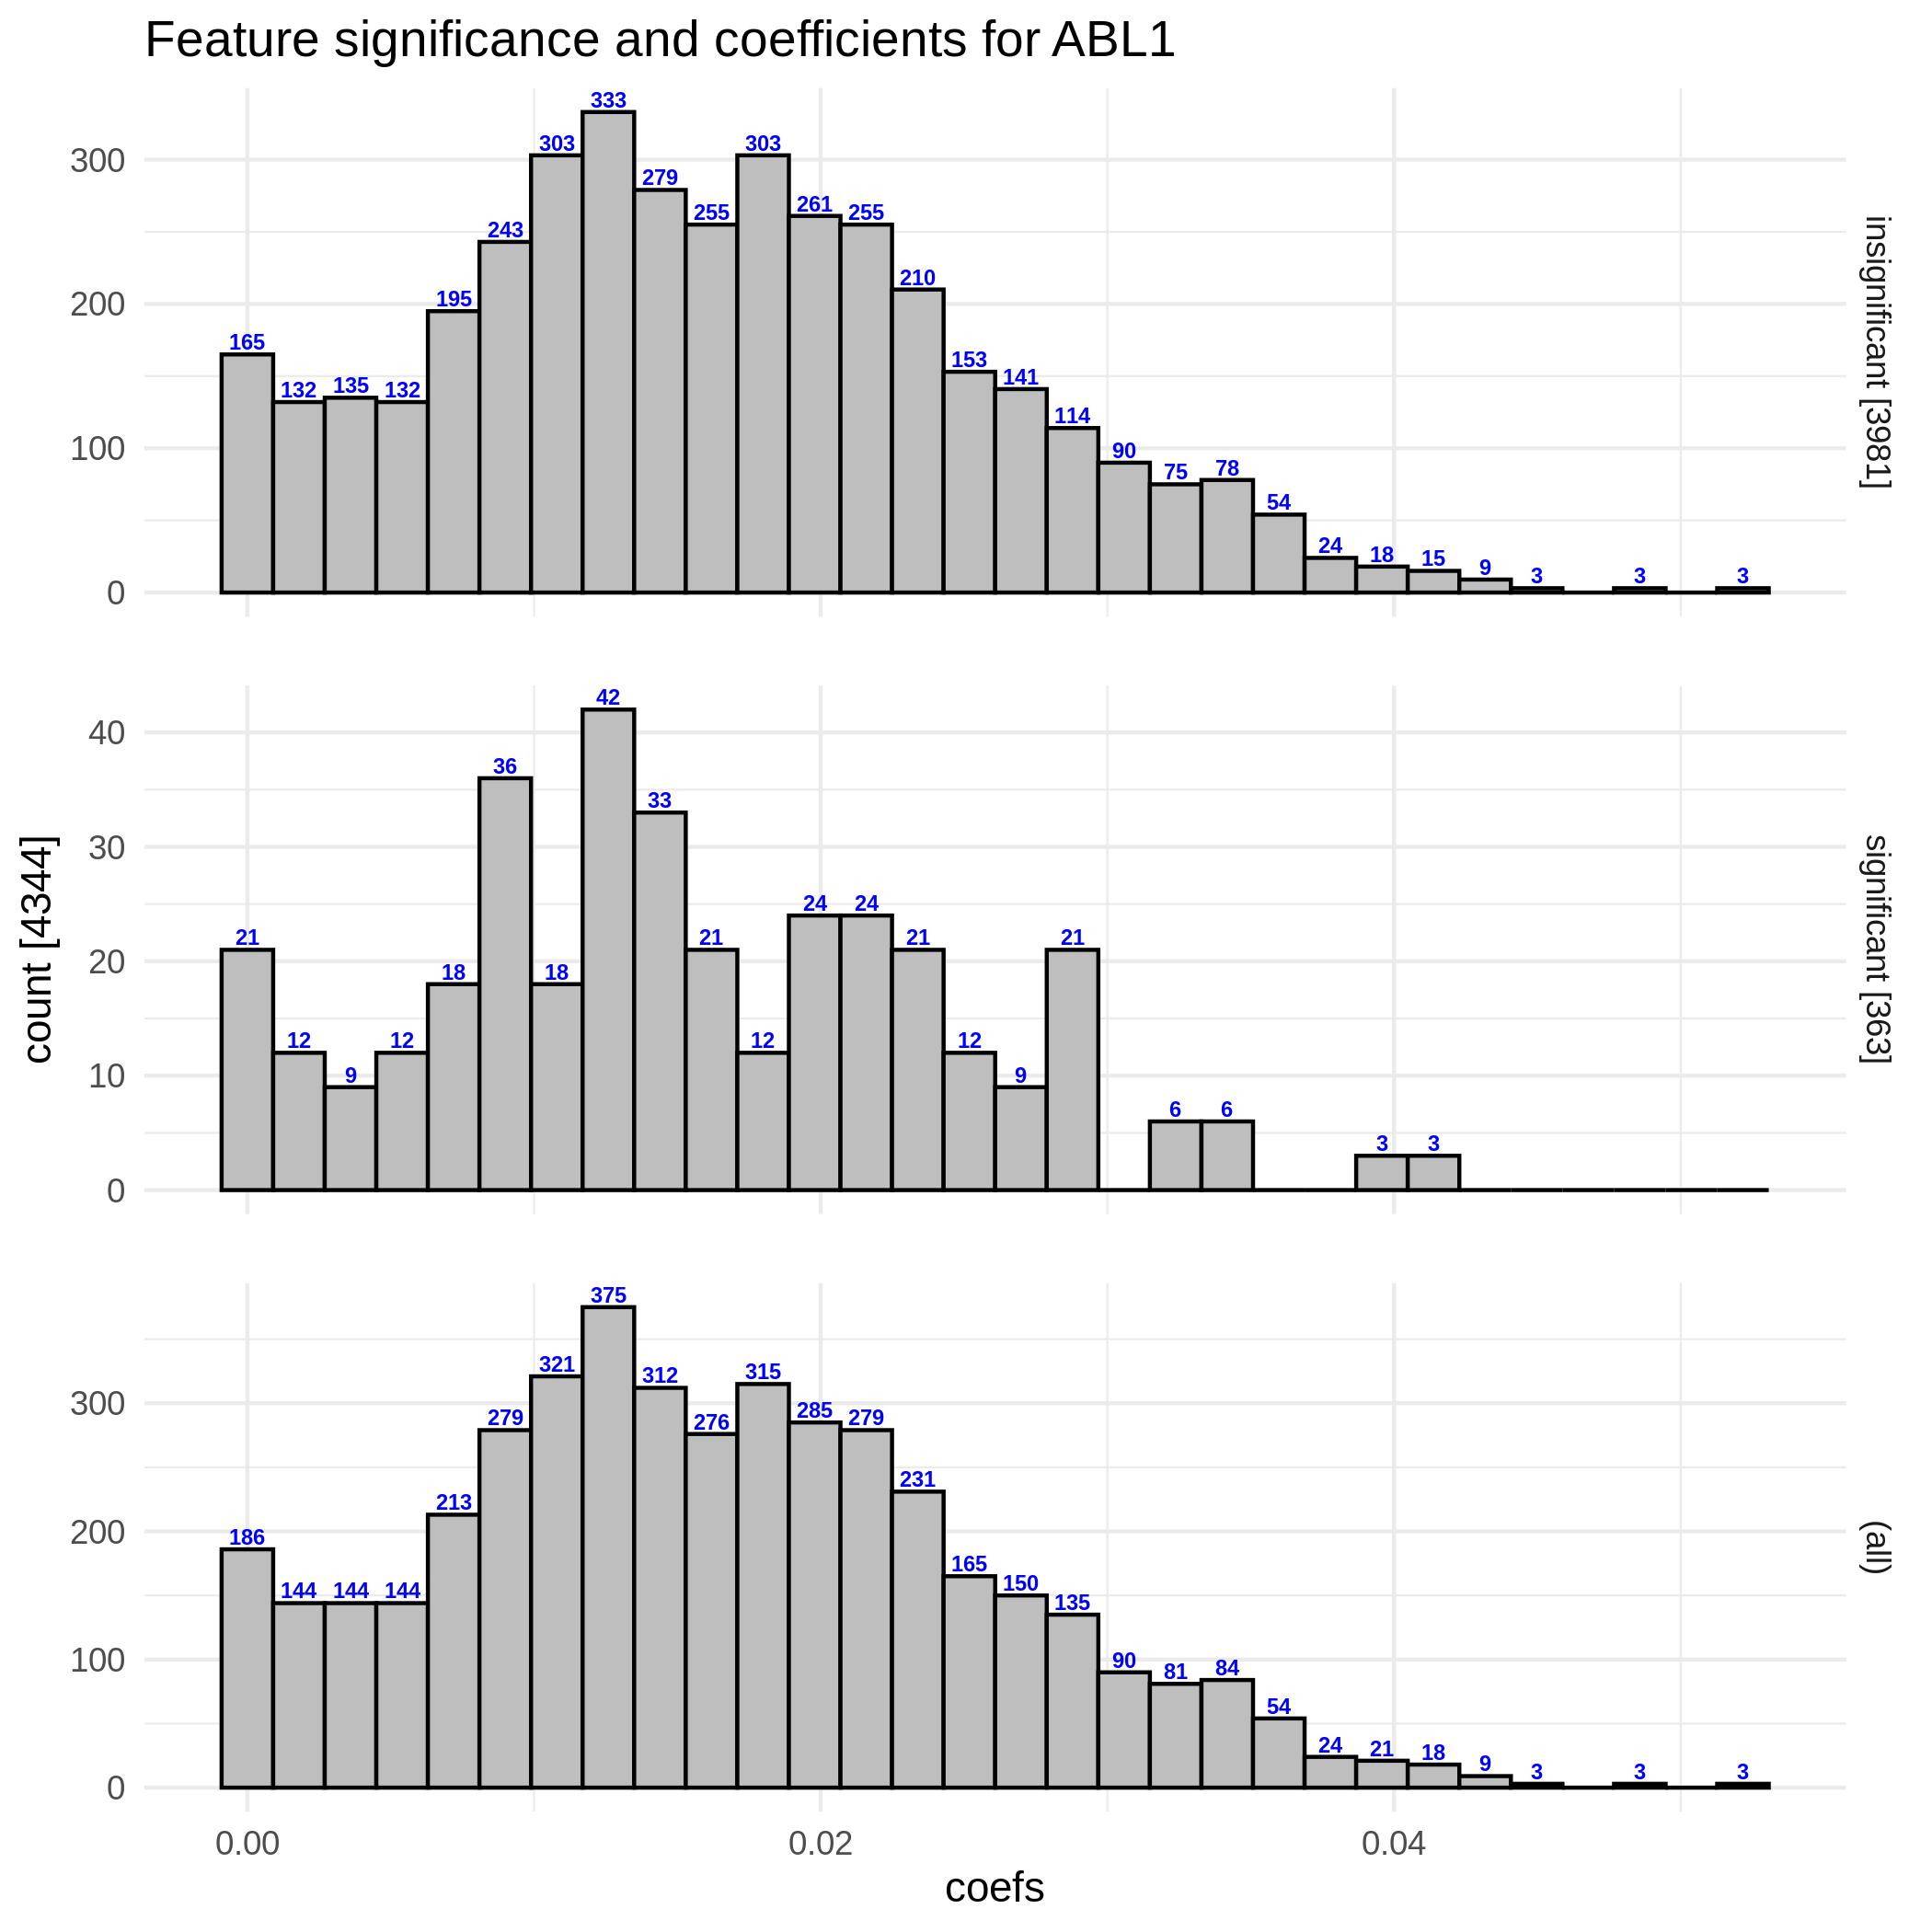 Feature significance and coefficients for ABL1
333
303 303
279
300
255 261 255
243
210
200
195
165
153
132 135 132
141
114
100
90
75 78
54
24 18 15 9 3 3 3
0
insignificant [3981]
42
40
36
33
30
24 24
21 21 21 21
20
18 18
12 12 12 12
9 9
10
6 6
3 3
0
significant [363]
count [4344]
375
321 312 315
300
279 276 285 279
231
213
200
186
165
144 144 144 150
135
100
90 81 84
54
24 21 18 9 3 3 3
0
(all)
0.00 0.02 0.04
coefs